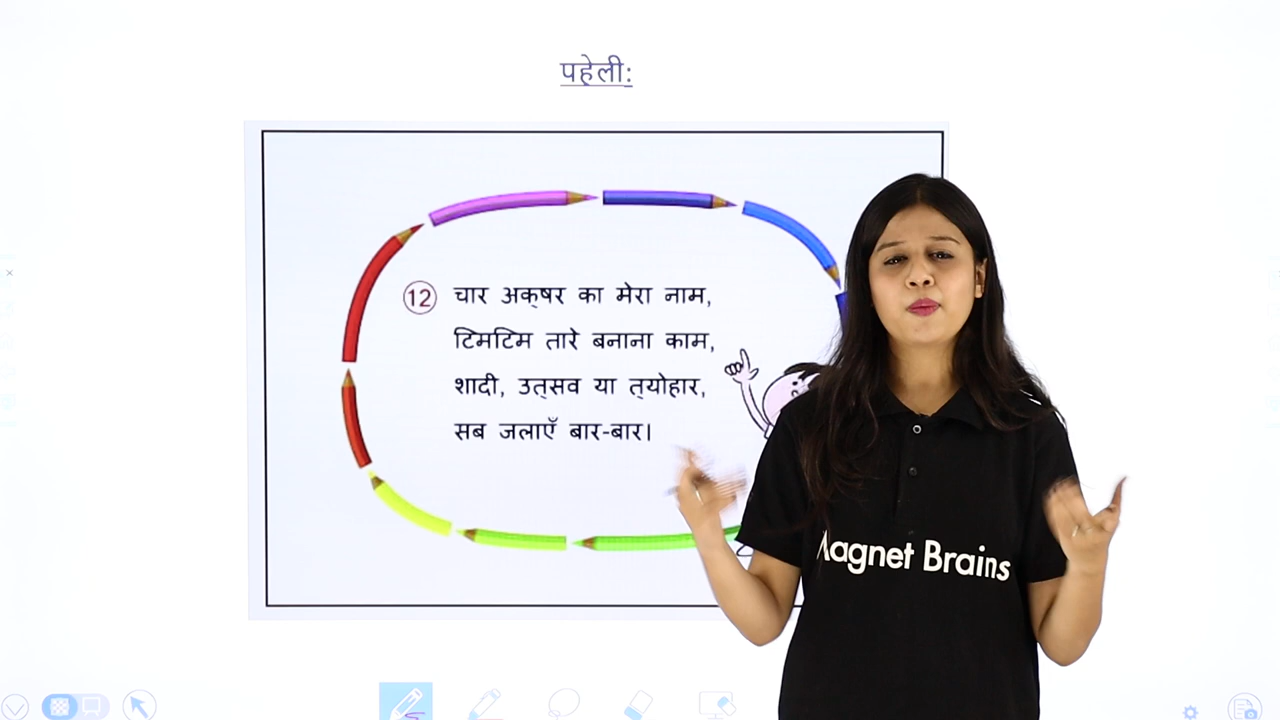 पहेली:
12 चार अक्षर का मेरा नाम,
टिमटिम तारे बनाना काम,
शादी, उत्सव या त्योहार,
सब जलाएँ बार-बार।
Magnet Brains